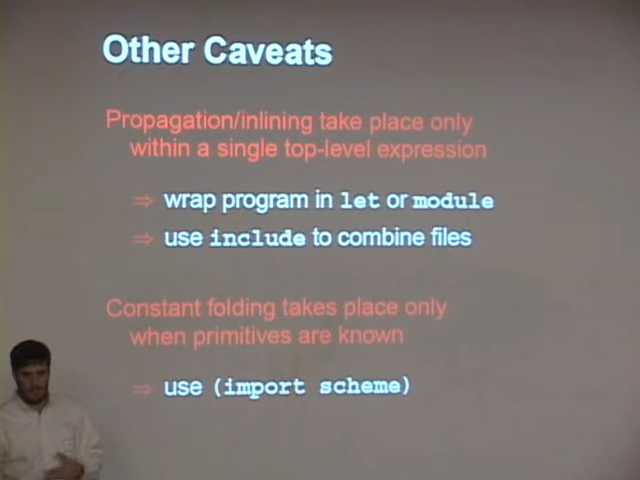 Other Caveats
Propagation/inlining take place only
within a single top-level expression
⇒ wrap program in let or module
⇒ use include to combine files
Constant folding takes place only
when primitives are known
⇒ use (import scheme)